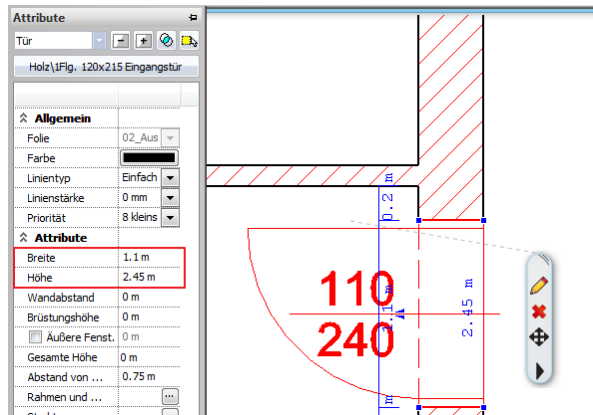 Attribute
Tür
Holz\1Flg. 120x215 Eingangstür
Allgemein
Folie 02_Aus
Farbe
Linientyp Einfach
Linienstärke 0 mm
Priorität 8 kleins
Attribute
Breite 1.1 m
Höhe 2.45 m
Wandabstand 0 m
Brüstungshöhe 0 m
Äußere Fenst. 0 m
Gesamte Höhe 0 m
Abstand von ... 0.75 m
Rahmen und ... ...
0.2 m
110
240
2.45 m
m